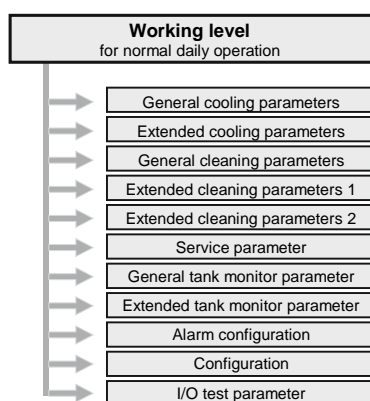 Working level
for normal daily operation
General cooling parameters
Extended cooling parameters
General cleaning parameters
Extended cleaning parameters 1
Extended cleaning parameters 2
Service parameter
General tank monitor parameter
Extended tank monitor parameter
Alarm configuration
Configuration
I/O test parameter